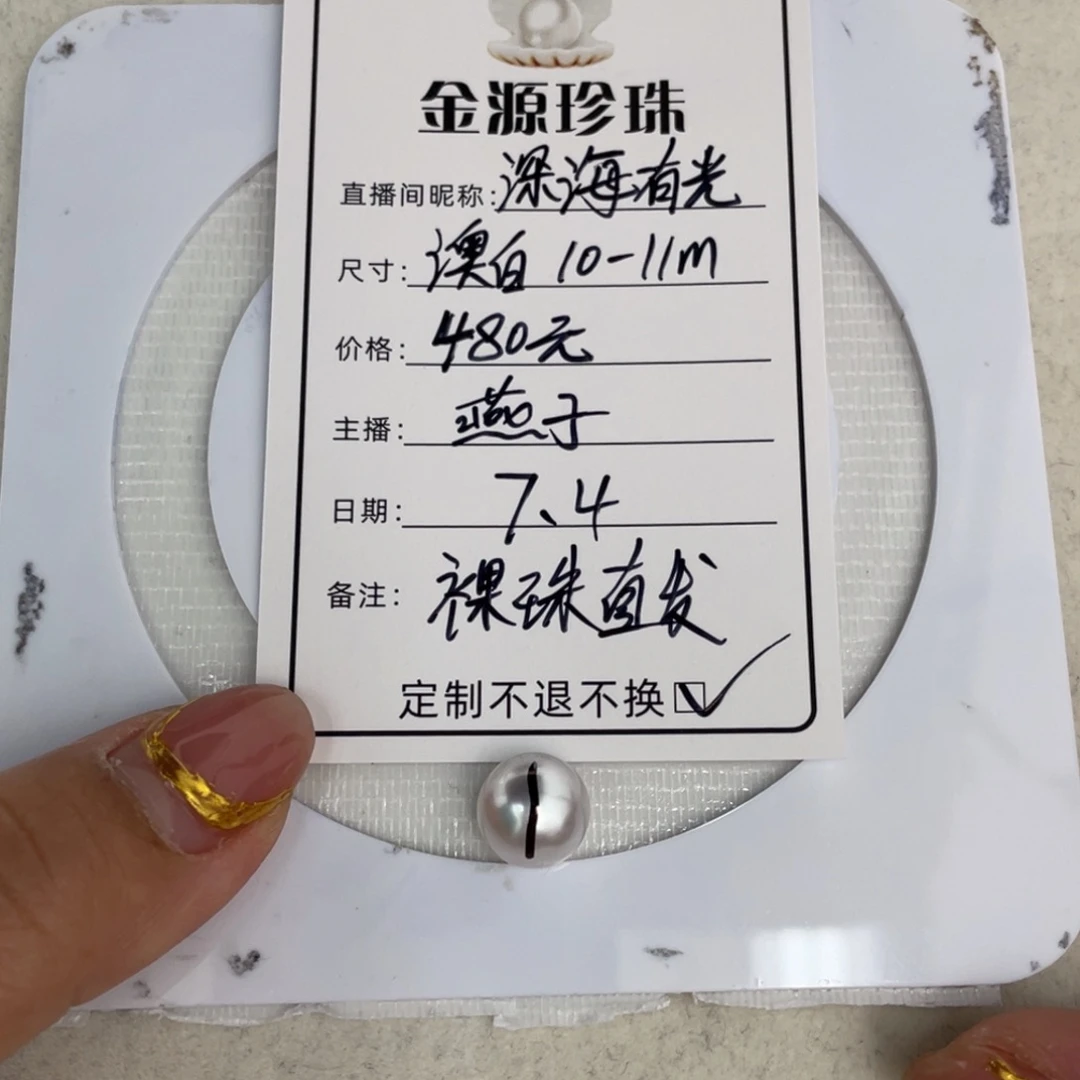 金源珍珠
直播间昵称:深海有光
尺寸:澳白 10-11m
价格:480元
主播:燕子
日期:7、4
备注:裸珠直发
定制不退不换☑